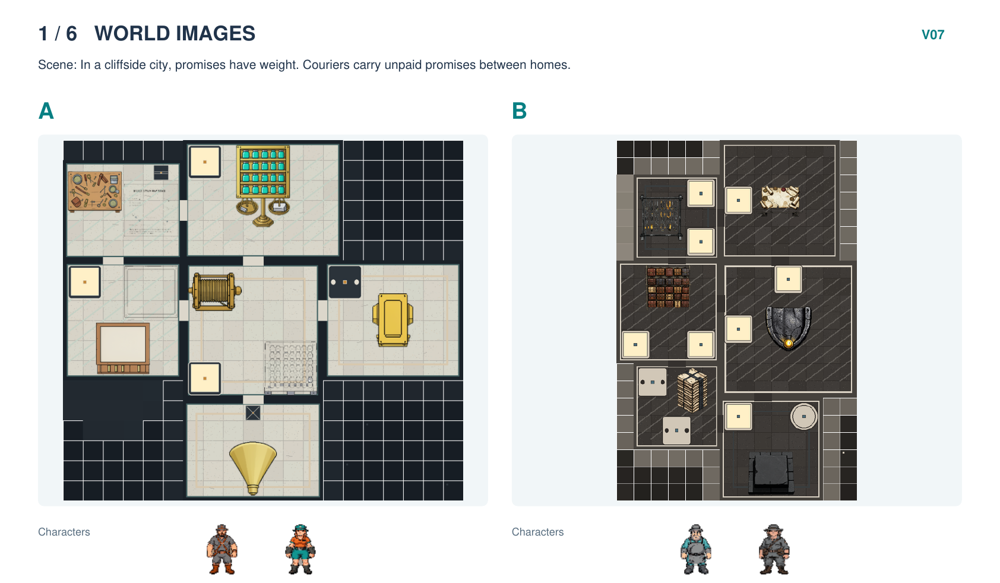 1 / 6 WORLD IMAGES
V07
Scene: In a cliffside city, promises have weight. Couriers carry unpaid promises between homes.
A
B
Characters
Characters